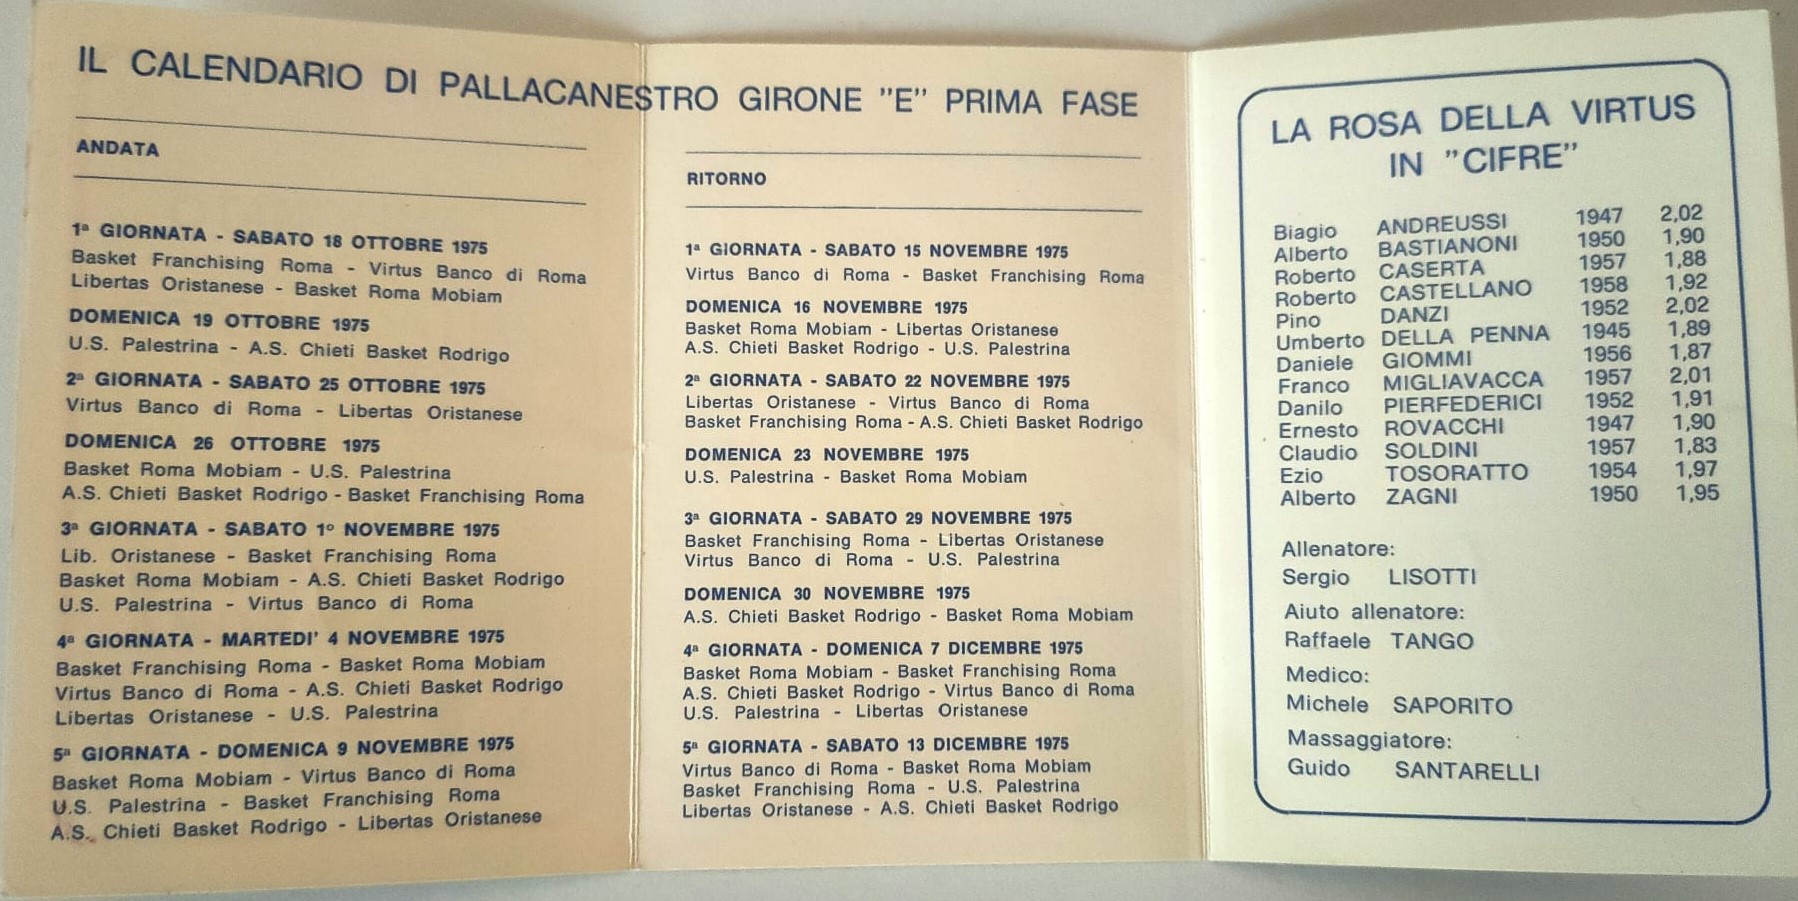 IL CALENDARIO DI PALLACANESTRO GIRONE "E" PRIMA FASE
ANDATA
1ª GIORNATA - SABATO 18 OTTOBRE 1975
Basket Franchising Roma - Virtus Banco di Roma
Libertas Oristanese - Basket Roma Mobiam
DOMENICA 19 OTTOBRE 1975
U.S. Palestrina - A.S. Chieti Basket Rodrigo
2ª GIORNATA - SABATO 25 OTTOBRE 1975
Virtus Banco di Roma - Libertas Oristanese
DOMENICA 26 OTTOBRE 1975
Basket Roma Mobiam - U.S. Palestrina
A.S. Chieti Basket Rodrigo - Basket Franchising Roma
3ª GIORNATA - SABATO 1º NOVEMBRE 1975
Lib. Oristanese - Basket Franchising Roma
Basket Roma Mobiam - A.S. Chieti Basket Rodrigo
U.S. Palestrina - Virtus Banco di Roma
4ª GIORNATA - MARTEDI' 4 NOVEMBRE 1975
Basket Franchising Roma - Basket Roma Mobiam
Virtus Banco di Roma - A.S. Chieti Basket Rodrigo
Libertas Oristanese - U.S. Palestrina
5ª GIORNATA - DOMENICA 9 NOVEMBRE 1975
Basket Roma Mobiam - Virtus Banco di Roma
U.S. Palestrina - Basket Franchising Roma
A.S. Chieti Basket Rodrigo - Libertas Oristanese
RITORNO
1ª GIORNATA - SABATO 15 NOVEMBRE 1975
Virtus Banco di Roma - Basket Franchising Roma
DOMENICA 16 NOVEMBRE 1975
Basket Roma Mobiam - Libertas Oristanese
A.S. Chieti Basket Rodrigo - U.S. Palestrina
2ª GIORNATA - SABATO 22 NOVEMBRE 1975
Libertas Oristanese - Virtus Banco di Roma
Basket Franchising Roma - A.S. Chieti Basket Rodrigo
DOMENICA 23 NOVEMBRE 1975
U.S. Palestrina - Basket Roma Mobiam
3ª GIORNATA - SABATO 29 NOVEMBRE 1975
Basket Franchising Roma - Libertas Oristanese
Virtus Banco di Roma - U.S. Palestrina
DOMENICA 30 NOVEMBRE 1975
A.S. Chieti Basket Rodrigo - Basket Roma Mobiam
4ª GIORNATA - DOMENICA 7 DICEMBRE 1975
Basket Roma Mobiam - Basket Franchising Roma
A.S. Chieti Basket Rodrigo - Virtus Banco di Roma
U.S. Palestrina - Libertas Oristanese
5ª GIORNATA - SABATO 13 DICEMBRE 1975
Virtus Banco di Roma - Basket Roma Mobiam
Basket Franchising Roma - U.S. Palestrina
Libertas Oristanese - A.S. Chieti Basket Rodrigo
LA ROSA DELLA VIRTUS
IN "CIFRE"
Biagio ANDREUSSI 1947 2,02
Alberto BASTIANONI 1950 1,90
Roberto CASERTA 1957 1,88
Roberto CASTELLANO 1958 1,92
Pino DANZI 1952 2,02
Umberto DELLA PENNA 1945 1,89
Daniele GIOMMI 1956 1,87
Franco MIGLIAVACCA 1957 2,01
Danilo PIERFEDERICI 1952 1,91
Ernesto ROVACCHI 1947 1,90
Claudio SOLDINI 1957 1,83
Ezio TOSORATTO 1954 1,97
Alberto ZAGNI 1950 1,95
Allenatore:
Sergio LISOTTI
Aiuto allenatore:
Raffaele TANGO
Medico:
Michele SAPORITO
Massaggiatore:
Guido SANTARELLI